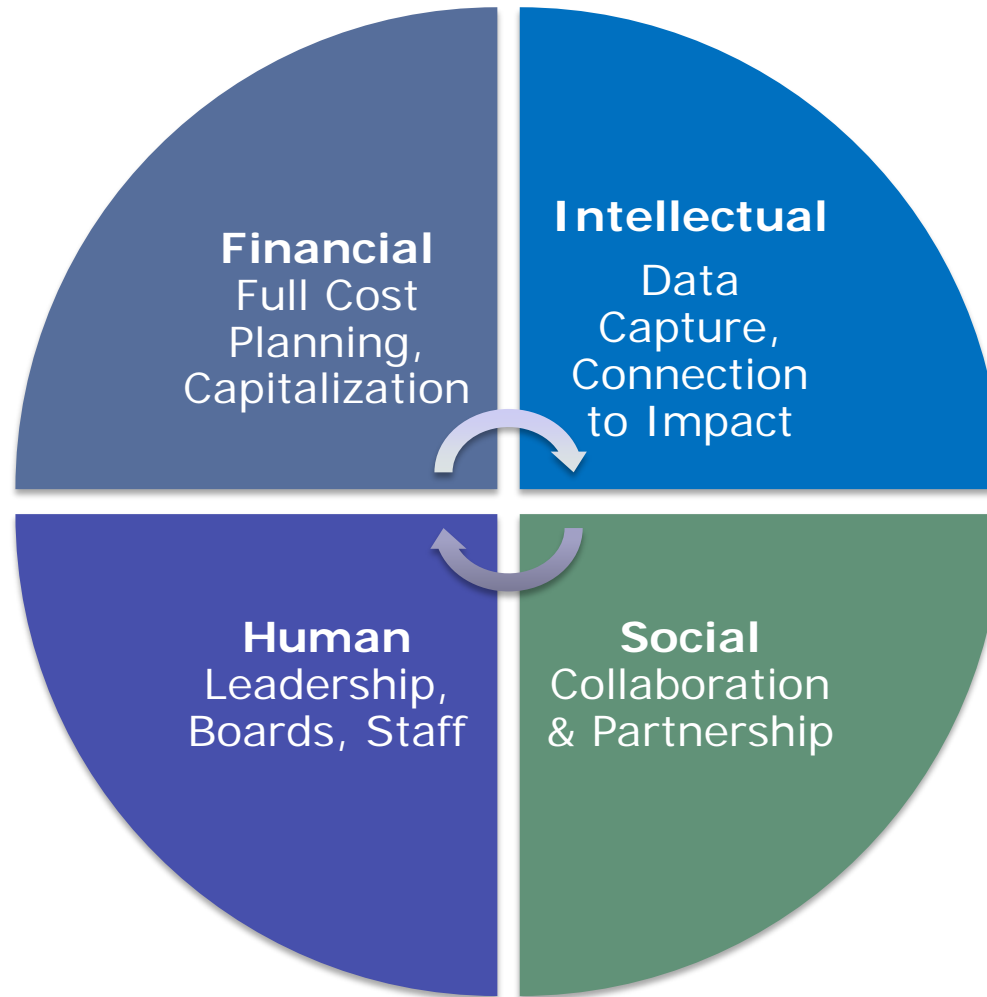 Financial
Full Cost
Planning,
Capitalization
Intellectual
Data
Capture,
Connection
to Impact
Human
Leadership,
Boards, Staff
Social
Collaboration
& Partnership